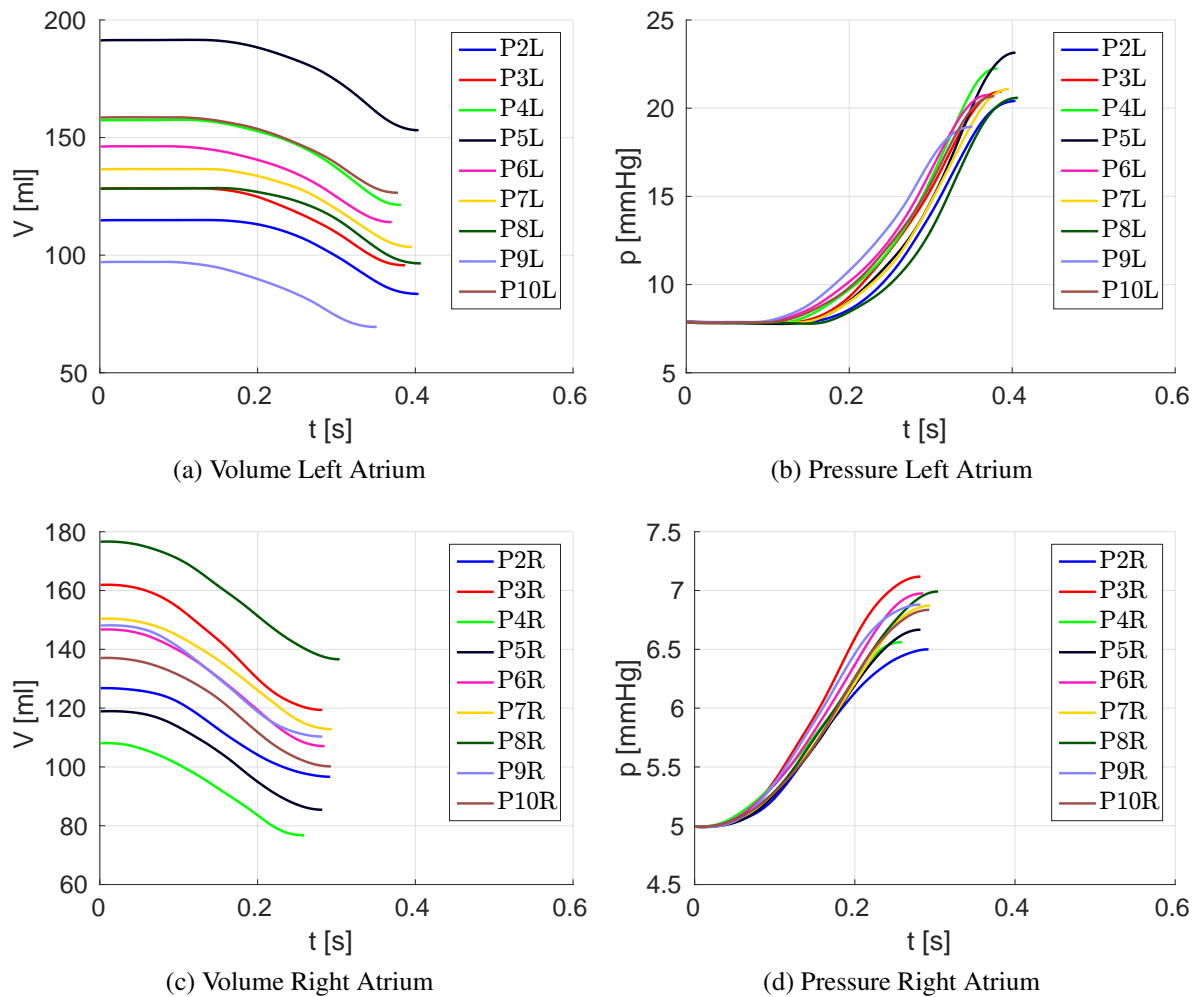 200
150
100
50
V [ml]
0
0.2
0.4
0.6
t [s]
P2L
P3L
P4L
P5L
P6L
P7L
P8L
P9L
P10L
(a) Volume Left Atrium
25
20
15
10
5
p [mmHg]
0
0.2
0.4
0.6
t [s]
P2L
P3L
P4L
P5L
P6L
P7L
P8L
P9L
P10L
(b) Pressure Left Atrium
180
160
140
120
100
80
60
V [ml]
0
0.2
0.4
0.6
t [s]
P2R
P3R
P4R
P5R
P6R
P7R
P8R
P9R
P10R
(c) Volume Right Atrium
7.5
7
6.5
6
5.5
5
4.5
p [mmHg]
0
0.2
0.4
0.6
t [s]
P2R
P3R
P4R
P5R
P6R
P7R
P8R
P9R
P10R
(d) Pressure Right Atrium